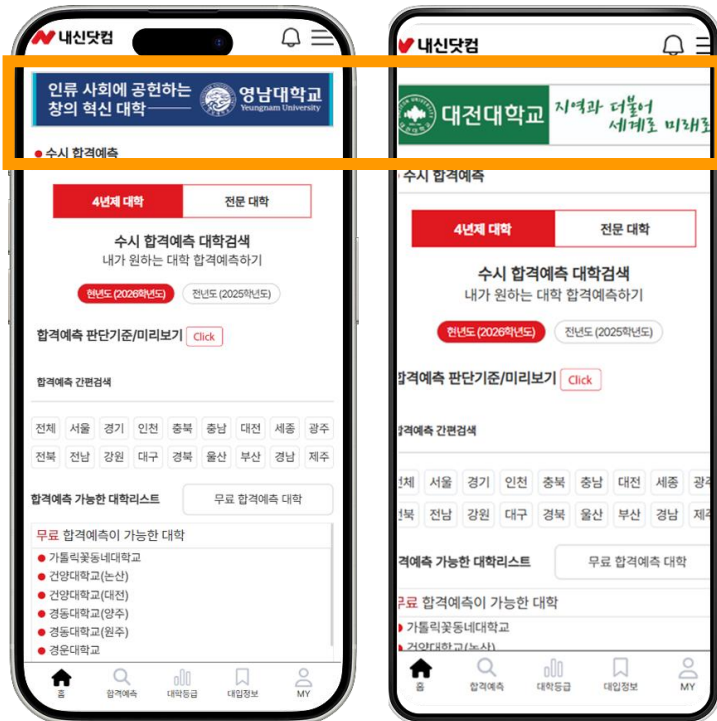 내신닷컴
인류 사회에 공헌하는
창의 혁신 대학
영남대학교
Yeungnam University
수시 합격예측
4년제 대학 전문 대학
수시 합격예측 대학검색
내가 원하는 대학 합격예측하기
현년도 (2026학년도) 전년도 (2025학년도)
합격예측 판단기준/미리보기 Click
합격예측 간편검색
전체 서울 경기 인천 충북 충남 대전 세종 광주
전북 전남 강원 대구 경북 울산 부산 경남 제주
합격예측 가능한 대학리스트 무료 합격예측 대학
무료 합격예측이 가능한 대학
가톨릭꽃동네대학교
건양대학교(논산)
건양대학교(대전)
경동대학교(양주)
경동대학교(원주)
경운대학교
홈 합격예측 대학등급 대입정보 MY
내신닷컴
대전대학교
지역과 더불어
세계로 미래로
수시 합격예측
4년제 대학 전문 대학
수시 합격예측 대학검색
내가 원하는 대학 합격예측하기
현년도 (2026학년도) 전년도 (2025학년도)
합격예측 판단기준/미리보기 Click
합격예측 간편검색
전체 서울 경기 인천 충북 충남 대전 세종 광주
전북 전남 강원 대구 경북 울산 부산 경남 제주
합격예측 가능한 대학리스트 무료 합격예측 대학
무료 합격예측이 가능한 대학
가톨릭꽃동네대학교
건양대학교(논산)
홈 합격예측 대학등급 대입정보 MY